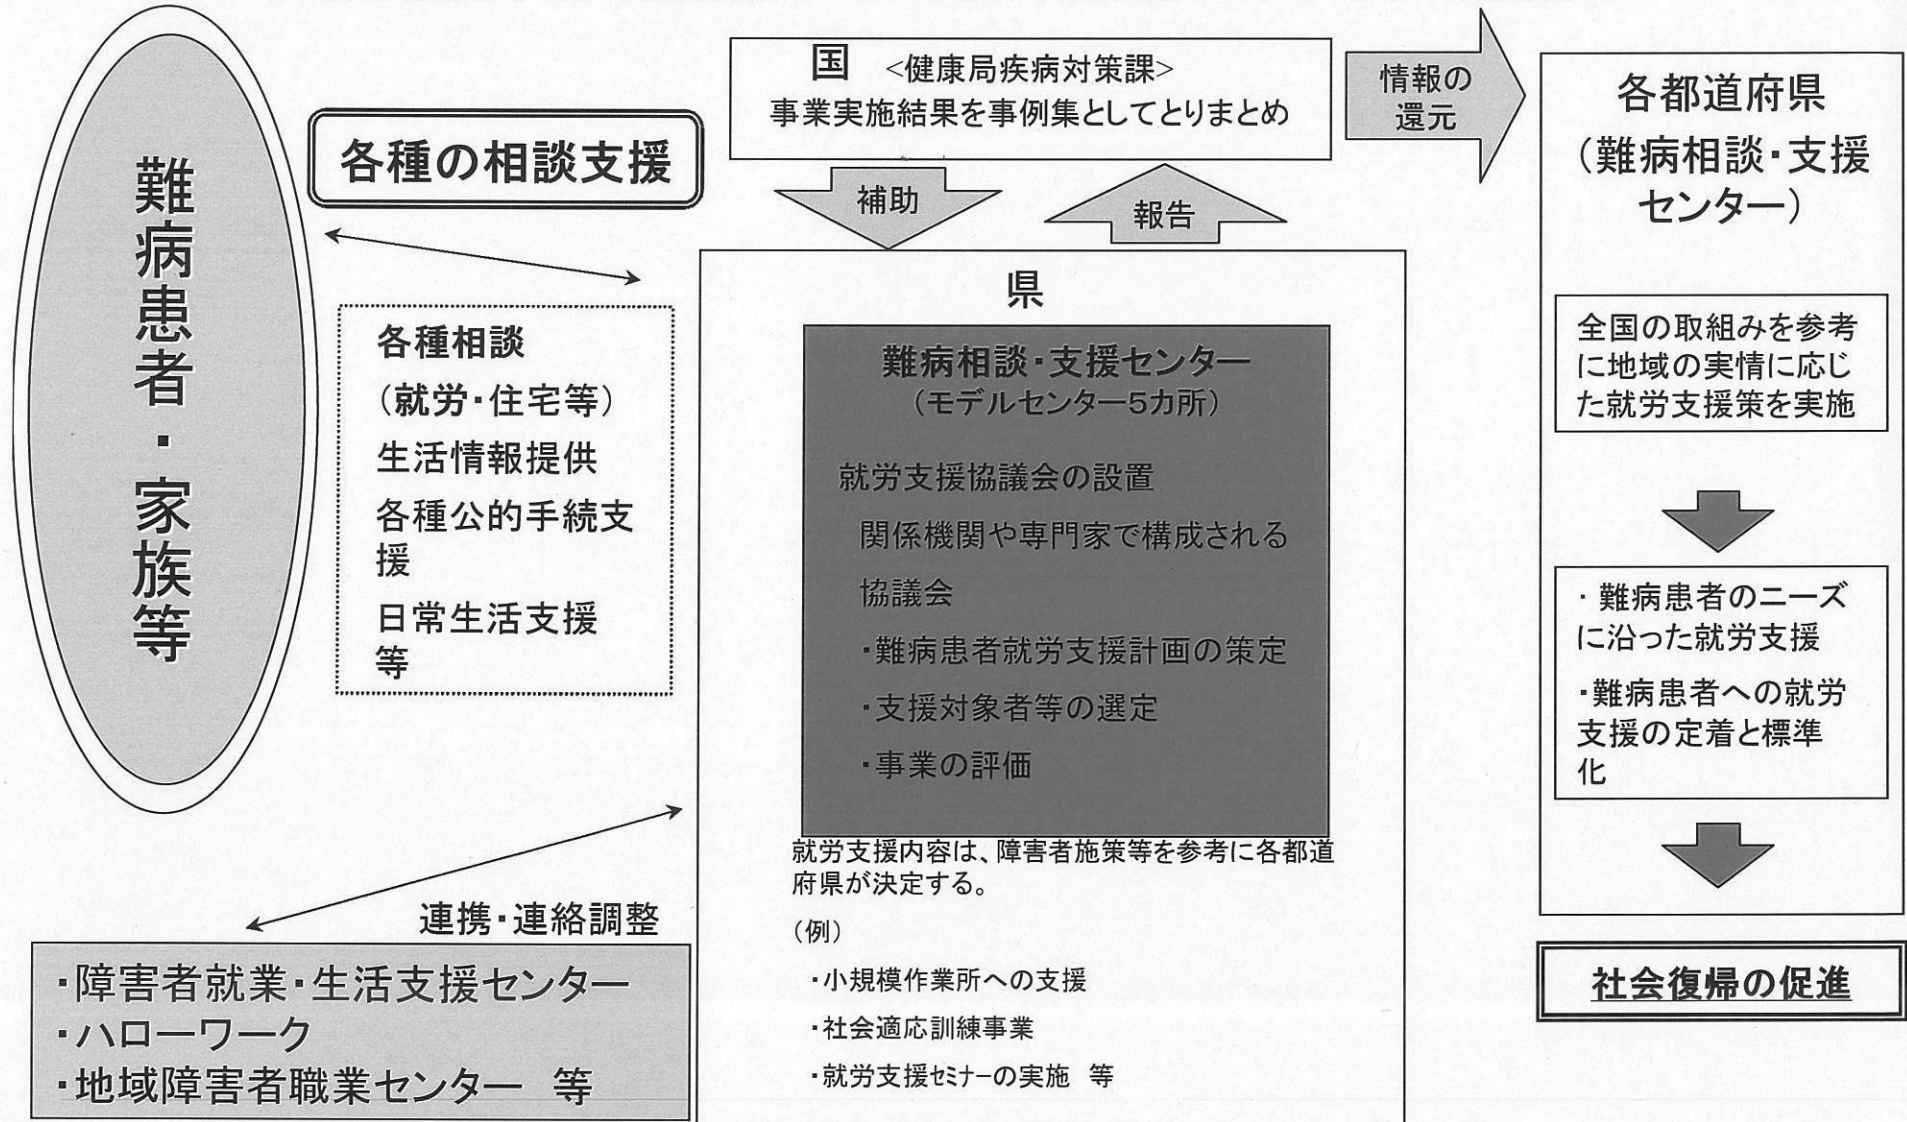 難病患者・家族等
各種の相談支援
各種相談
（就労・住宅等）
生活情報提供
各種公的手続支
援
日常生活支援
等
国 <健康局疾病対策課>
事業実施結果を事例集としてとりまとめ
補助
報告
情報の
還元
県
難病相談・支援センター
（モデルセンター5カ所）
就労支援協議会の設置
関係機関や専門家で構成される
協議会
・難病患者就労支援計画の策定
・支援対象者等の選定
・事業の評価
就労支援内容は、障害者施策等を参考に各都道
府県が決定する。
（例）
・小規模作業所への支援
・社会適応訓練事業
・就労支援ｾﾐﾅｰの実施 等
連携・連絡調整
・障害者就業・生活支援センター
・ハローワーク
・地域障害者職業センター 等
各都道府県
（難病相談・支援
センター）
全国の取組みを参考
に地域の実情に応じ
た就労支援策を実施
・難病患者のニーズ
に沿った就労支援
・難病患者への就労
支援の定着と標準
化
社会復帰の促進